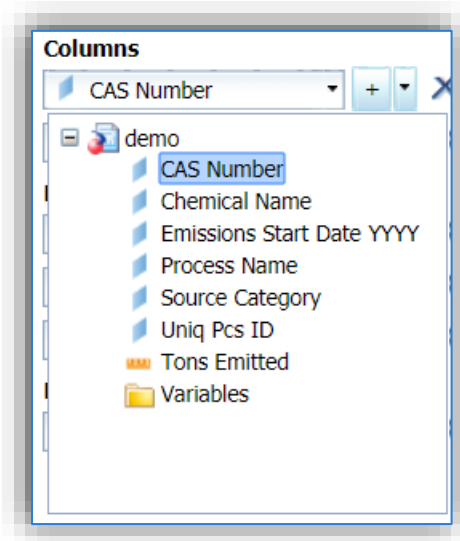 Columns
CAS Number
+
demo
CAS Number
Chemical Name
Emissions Start Date YYYY
Process Name
Source Category
Uniq Pcs ID
Tons Emitted
Variables